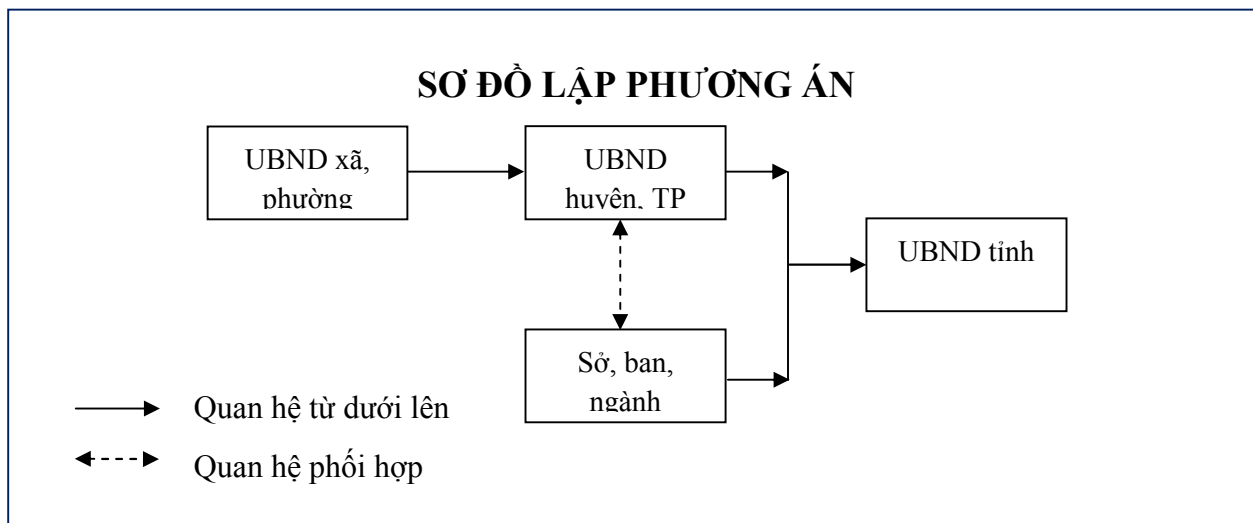 SƠ ĐỒ LẬP PHƯƠNG ÁN
UBND xã,
phường
UBND
huyện, TP
UBND tỉnh
Sở, ban,
ngành
Quan hệ từ dưới lên
Quan hệ phối hợp